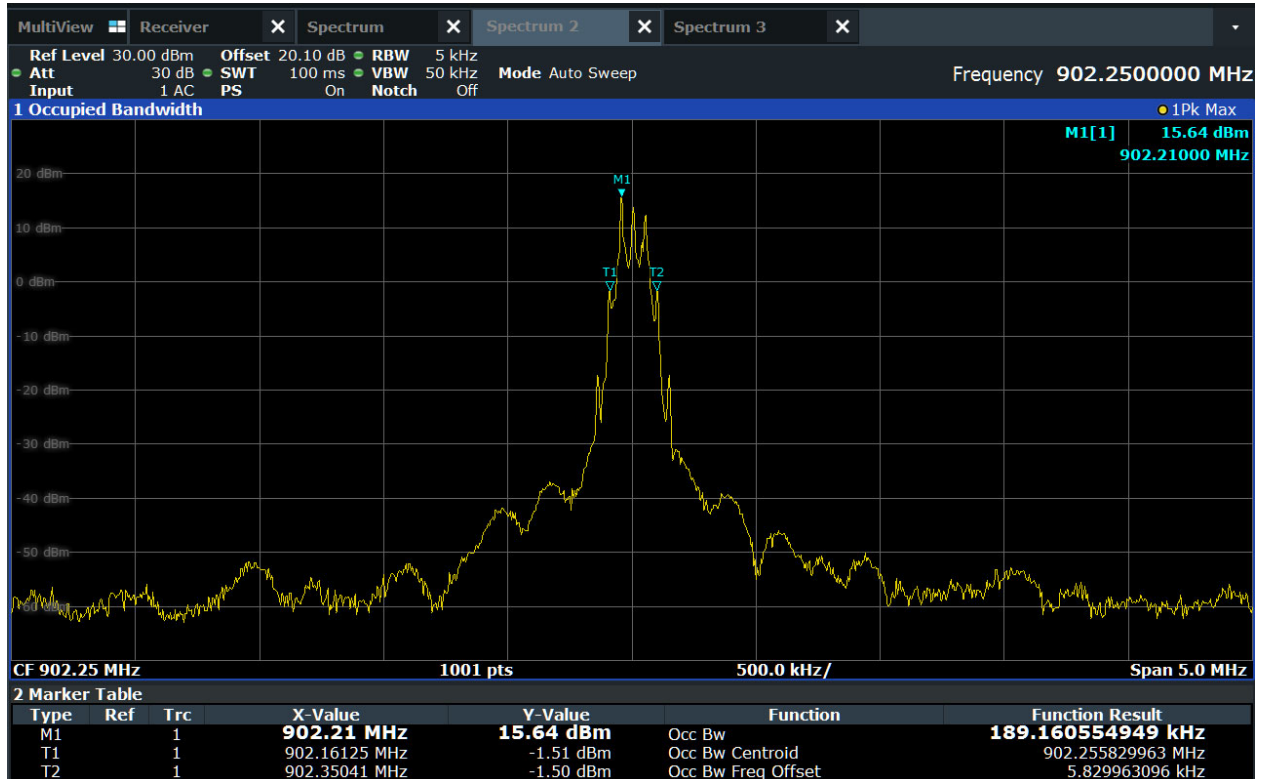 MultiView Receiver X Spectrum X Spectrum 2 X Spectrum 3 X
Ref Level 30.00 dBm Offset 20.10 dB RBW 5 kHz
Att 30 dB SWT 100 ms VBW 50 kHz Mode Auto Sweep Frequency 902.2500000 MHz
Input 1 AC PS On Notch Off
1 Occupied Bandwidth 1Pk Max
M1[1] 15.64 dBm
902.21000 MHz
20 dBm
M1
10 dBm
T1 T2
0 dBm
-10 dBm
-20 dBm
-30 dBm
-40 dBm
-50 dBm
-60 dBm
CF 902.25 MHz 1001 pts 500.0 kHz/ Span 5.0 MHz
2 Marker Table
Type Ref Trc X-Value Y-Value Function Function Result
M1 1 902.21 MHz 15.64 dBm Occ Bw 189.160554949 kHz
T1 1 902.16125 MHz -1.51 dBm Occ Bw Centroid 902.255829963 MHz
T2 1 902.35041 MHz -1.50 dBm Occ Bw Freq Offset 5.829963096 kHz